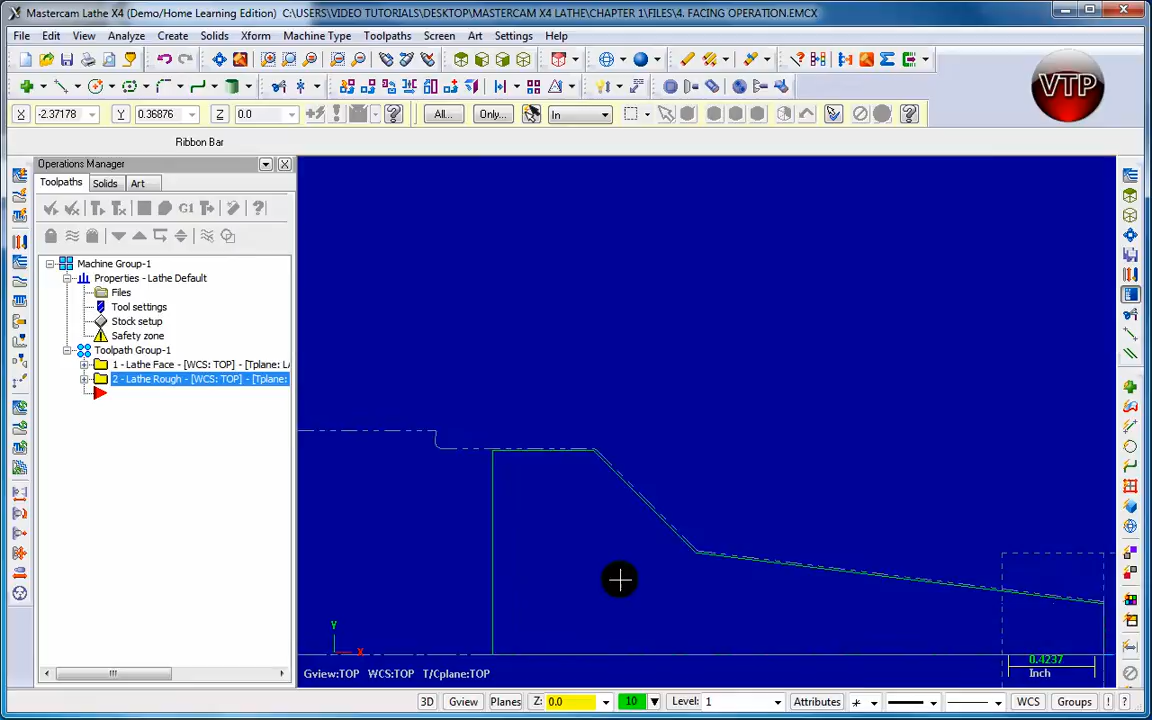 Mastercam Lathe X4 (Demo/Home Learning Edition) C:\USERS\VIDEO TUTORIALS\DESKTOP\MASTERCAM X4 LATHE\CHAPTER 1\FILES\4. FACING OPERATION.EMCX
File Edit View Analyze Create Solids Xform Machine Type Toolpaths Screen Art Settings Help
VTP
X -2.37178 Y 0.36876 Z 0.0 All... Only... In
Ribbon Bar
Operations Manager
Toolpaths Solids Art
G1
Machine Group-1
Properties - Lathe Default
Files
Tool settings
Stock setup
Safety zone
Toolpath Group-1
1 - Lathe Face - [WCS: TOP] - [Tplane: L
2 - Lathe Rough - [WCS: TOP] - [Tplane:
Y
X
0.4237
Inch
Gview:TOP WCS:TOP T/Cplane:TOP
3D Gview Planes Z: 0.0 10 Level: 1 Attributes WCS Groups ! ?